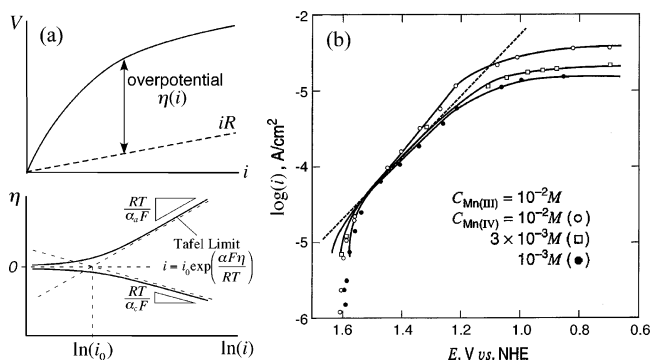 (a)
V
overpotential
η(i)
iR
i
η
RT
α_aF
Tafel Limit
i = i_0 exp(αFη/RT)
0
RT
α_cF
ln(i_0)
ln(i)
(b)
-2
-3
-4
-5
-6
log(i), A/cm²
C_Mn(III) = 10⁻²M
C_Mn(IV) = 10⁻²M (○)
3 × 10⁻³M (□)
10⁻³M (●)
1.6 1.4 1.2 1.0 0.8 0.6
E, V vs, NHE